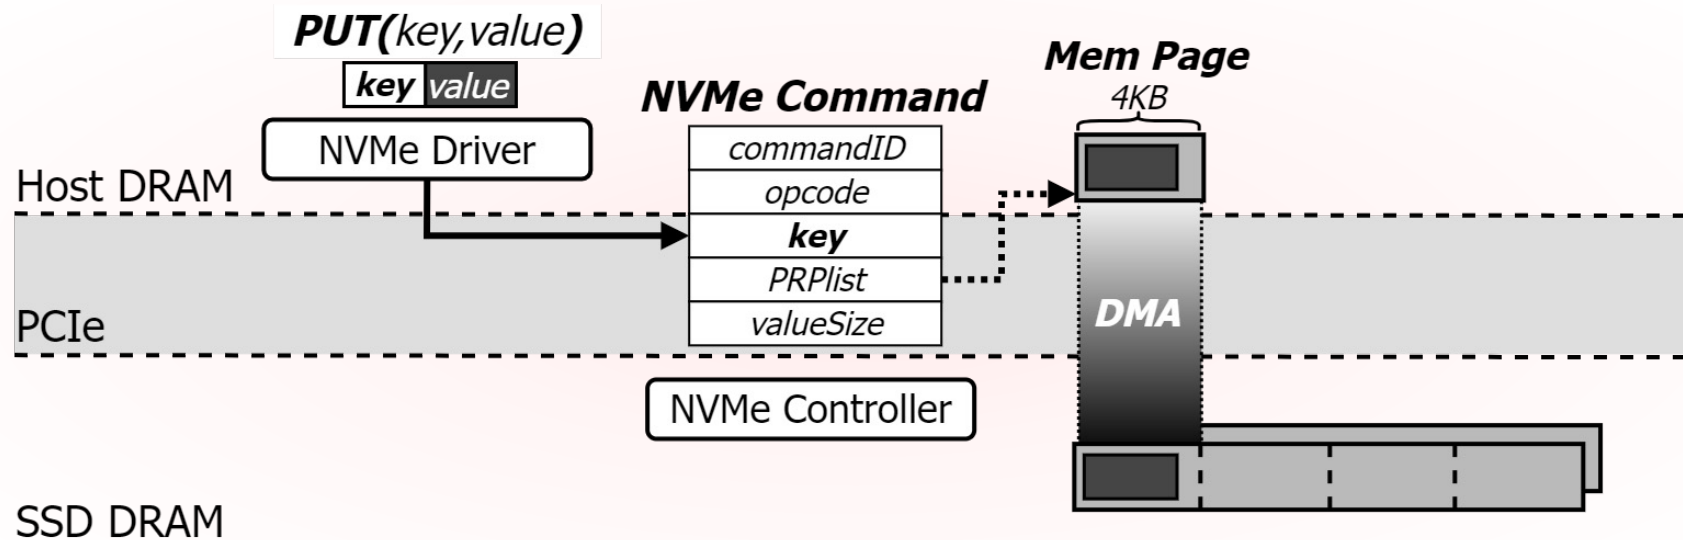 PUT(key,value)
key value
NVMe Driver
Host DRAM
NVMe Command
commandID
opcode
key
PRPlist
valueSize
Mem Page
4KB
DMA
PCIe
NVMe Controller
SSD DRAM